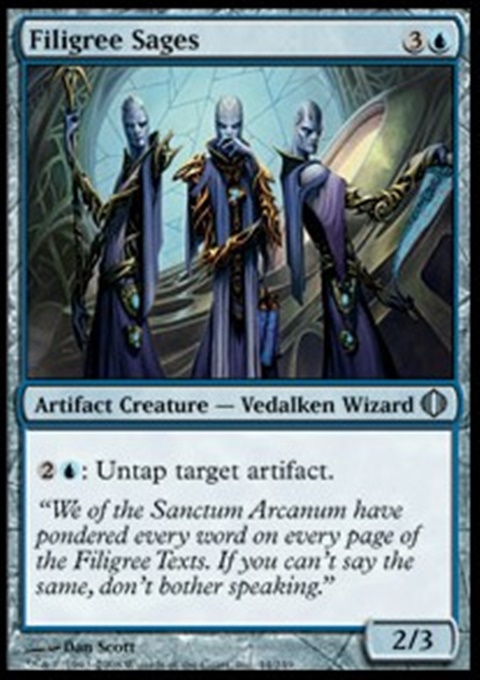 Filigree Sages 3
Artifact Creature — Vedalken Wizard
2 : Untap target artifact.
“We of the Sanctum Arcanum have
pondered every word on every page of
the Filigree Texts. If you can’t say the
same, don’t bother speaking.”
Dan Scott
2/3